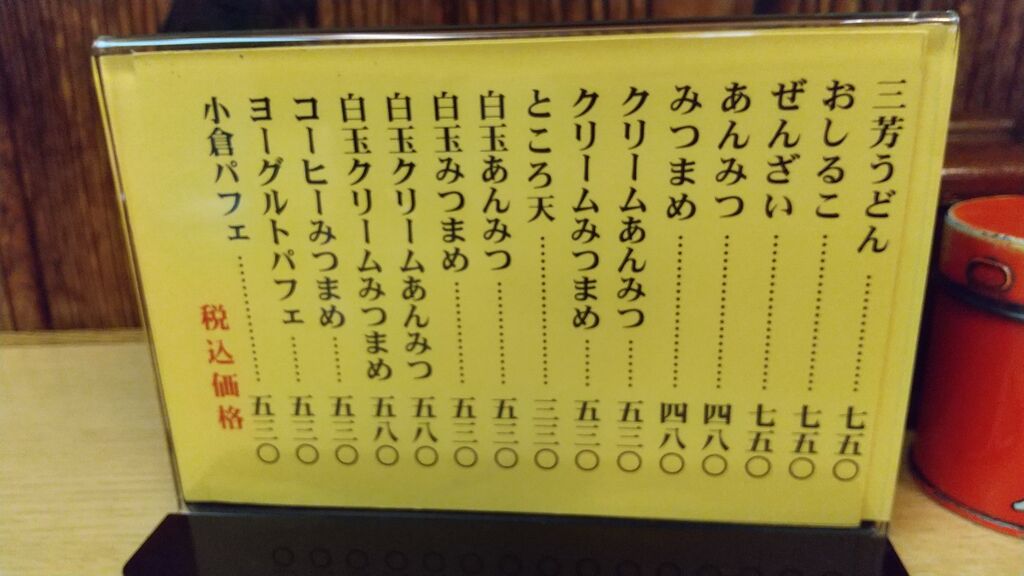 三芳うどん…………七五〇
おしるこ…………七五〇
ぜんざい…………七五〇
あんみつ…………四八〇
みつまめ…………四八〇
クリームあんみつ……五三〇
クリームみつまめ……五三〇
ところ天…………三三〇
白玉あんみつ………五三〇
白玉みつまめ………五三〇
白玉クリームあんみつ 五八〇
白玉クリームみつまめ 五八〇
コーヒーみつまめ……五三〇
ヨーグルトパフェ……五三〇
小倉パフェ…………五三〇
税込価格